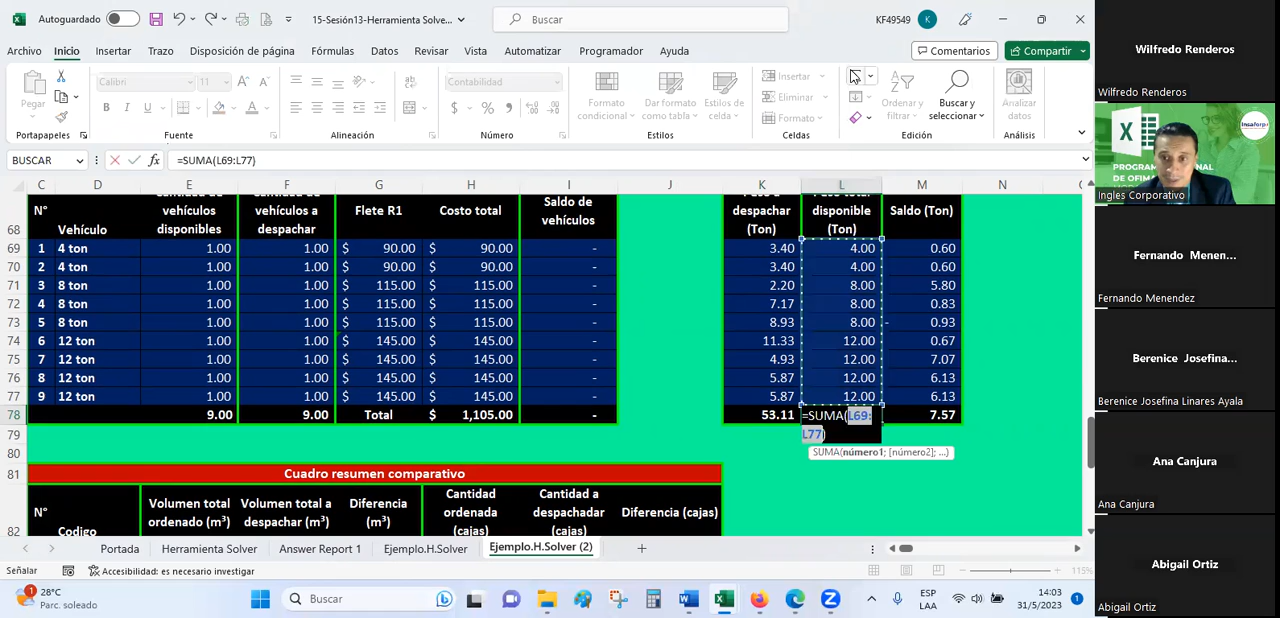 Autoguardado
15-Sesión13-Herramienta Solve...
Buscar
KF49549
K
Archivo Inicio Insertar Trazo Disposición de página Fórmulas Datos Revisar Vista Automatizar Programador Ayuda
Comentarios
Compartir
Pegar
Portapapeles
Calibri 11
N K S
Fuente
Alineación
Contabilidad
$ % 000
Número
Formato condicional
Dar formato como tabla
Estilos de celda
Estilos
Insertar
Eliminar
Formato
Celdas
Ordenar y filtrar
Buscar y seleccionar
Edición
Analizar datos
Análisis
BUSCAR
fx
=SUMA(L69:L77)
C D E F G H I J K L M N
68 N° Vehículo vehículos disponibles vehículos a despachar Flete R1 Costo total Saldo de vehículos despachar (Ton) disponible (Ton) Saldo (Ton)
69 1 4 ton 1.00 1.00 $ 90.00 $ 90.00 - 3.40 4.00 0.60
70 2 4 ton 1.00 1.00 $ 90.00 $ 90.00 - 3.40 4.00 0.60
71 3 8 ton 1.00 1.00 $ 115.00 $ 115.00 - 2.20 8.00 5.80
72 4 8 ton 1.00 1.00 $ 115.00 $ 115.00 - 7.17 8.00 0.83
73 5 8 ton 1.00 1.00 $ 115.00 $ 115.00 - 8.93 8.00 - 0.93
74 6 12 ton 1.00 1.00 $ 145.00 $ 145.00 - 11.33 12.00 0.67
75 7 12 ton 1.00 1.00 $ 145.00 $ 145.00 - 4.93 12.00 7.07
76 8 12 ton 1.00 1.00 $ 145.00 $ 145.00 - 5.87 12.00 6.13
77 9 12 ton 1.00 1.00 $ 145.00 $ 145.00 - 5.87 12.00 6.13
78 9.00 9.00 Total $ 1,105.00 - 53.11 =SUMA(L69: 7.57
79 L77)
80 SUMA(número1; [número2]; ...)
81 Cuadro resumen comparativo
82 N° Codigo Volumen total ordenado (m³) Volumen total a despachar (m³) Diferencia (m³) Cantidad ordenada (cajas) Cantidad a despachadar (cajas) Diferencia (cajas)
Portada Herramienta Solver Answer Report 1 Ejemplo.H.Solver Ejemplo.H.Solver (2)
Señalar
Accesibilidad: es necesario investigar
115%
1
28°C
Parc. soleado
Buscar
ESP
LAA
14:03
31/5/2023
1
Wilfredo Renderos
Wilfredo Renderos
Ingles Corporativo
Fernando Menen...
Fernando Menendez
Berenice Josefina...
Berenice Josefina Linares Ayala
Ana Canjura
Ana Canjura
Abigail Ortiz
Abigail Ortiz